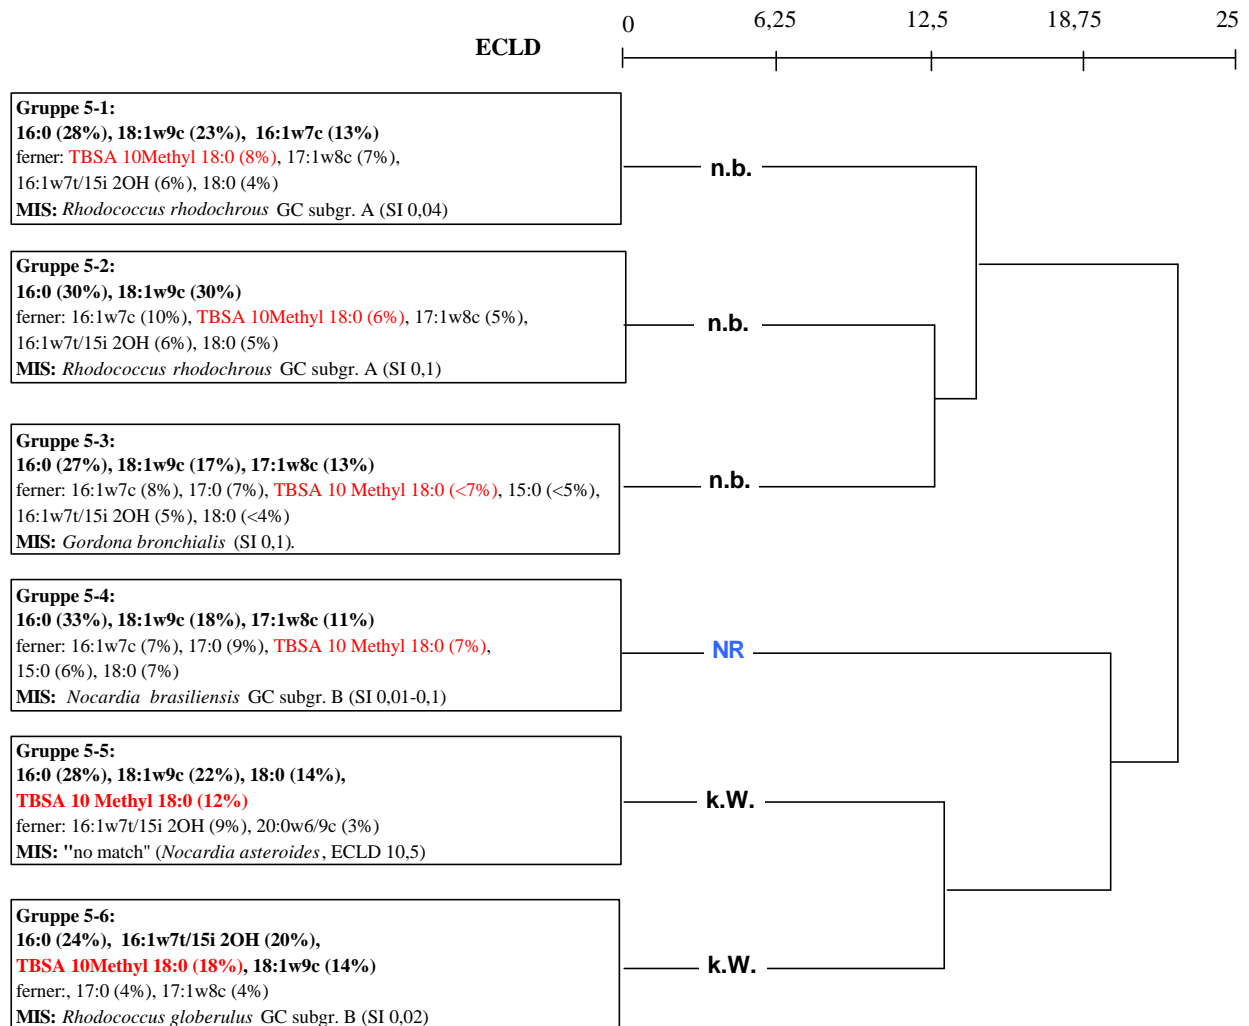 0 6,25 12,5 18,75 25
ECLD
Gruppe 5-1:
16:0 (28%), 18:1w9c (23%), 16:1w7c (13%)
ferner: TBSA 10Methyl 18:0 (8%), 17:1w8c (7%),
16:1w7t/15i 2OH (6%), 18:0 (4%)
MIS: Rhodococcus rhodochrous GC subgr. A (SI 0,04)
n.b.
Gruppe 5-2:
16:0 (30%), 18:1w9c (30%)
ferner: 16:1w7c (10%), TBSA 10Methyl 18:0 (6%), 17:1w8c (5%),
16:1w7t/15i 2OH (6%), 18:0 (5%)
MIS: Rhodococcus rhodochrous GC subgr. A (SI 0,1)
n.b.
Gruppe 5-3:
16:0 (27%), 18:1w9c (17%), 17:1w8c (13%)
ferner: 16:1w7c (8%), 17:0 (7%), TBSA 10 Methyl 18:0 (<7%), 15:0 (<5%),
16:1w7t/15i 2OH (5%), 18:0 (<4%)
MIS: Gordona bronchialis (SI 0,1).
n.b.
Gruppe 5-4:
16:0 (33%), 18:1w9c (18%), 17:1w8c (11%)
ferner: 16:1w7c (7%), 17:0 (9%), TBSA 10 Methyl 18:0 (7%),
15:0 (6%), 18:0 (7%)
MIS: Nocardia brasiliensis GC subgr. B (SI 0,01-0,1)
NR
Gruppe 5-5:
16:0 (28%), 18:1w9c (22%), 18:0 (14%),
TBSA 10 Methyl 18:0 (12%)
ferner: 16:1w7t/15i 2OH (9%), 20:0w6/9c (3%)
MIS: "no match" (Nocardia asteroides, ECLD 10,5)
k.W.
Gruppe 5-6:
16:0 (24%), 16:1w7t/15i 2OH (20%),
TBSA 10Methyl 18:0 (18%), 18:1w9c (14%)
ferner:, 17:0 (4%), 17:1w8c (4%)
MIS: Rhodococcus globerulus GC subgr. B (SI 0,02)
k.W.